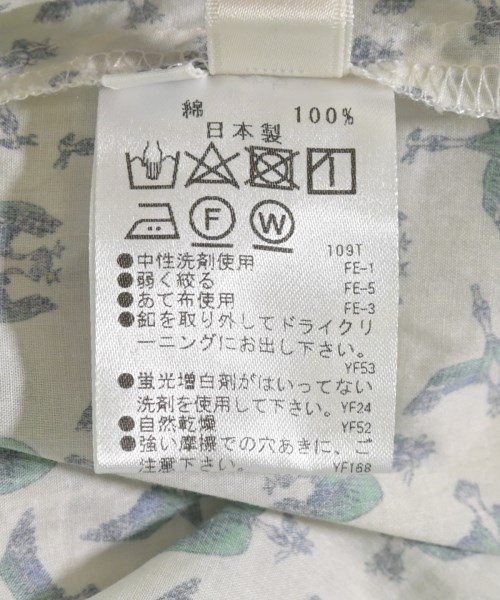 綿 100%
日本製
F W
109T
●中性洗剤使用 FE-1
●弱く絞る FE-5
●あて布使用 FE-3
●釦を取り外してドライクリ
ーニングにお出し下さい。
YF53
●蛍光増白剤がはいってない
洗剤を使用して下さい。YF24
●自然乾燥 YF52
●強い摩擦での穴あきに、ご
注意下さい。 YF168